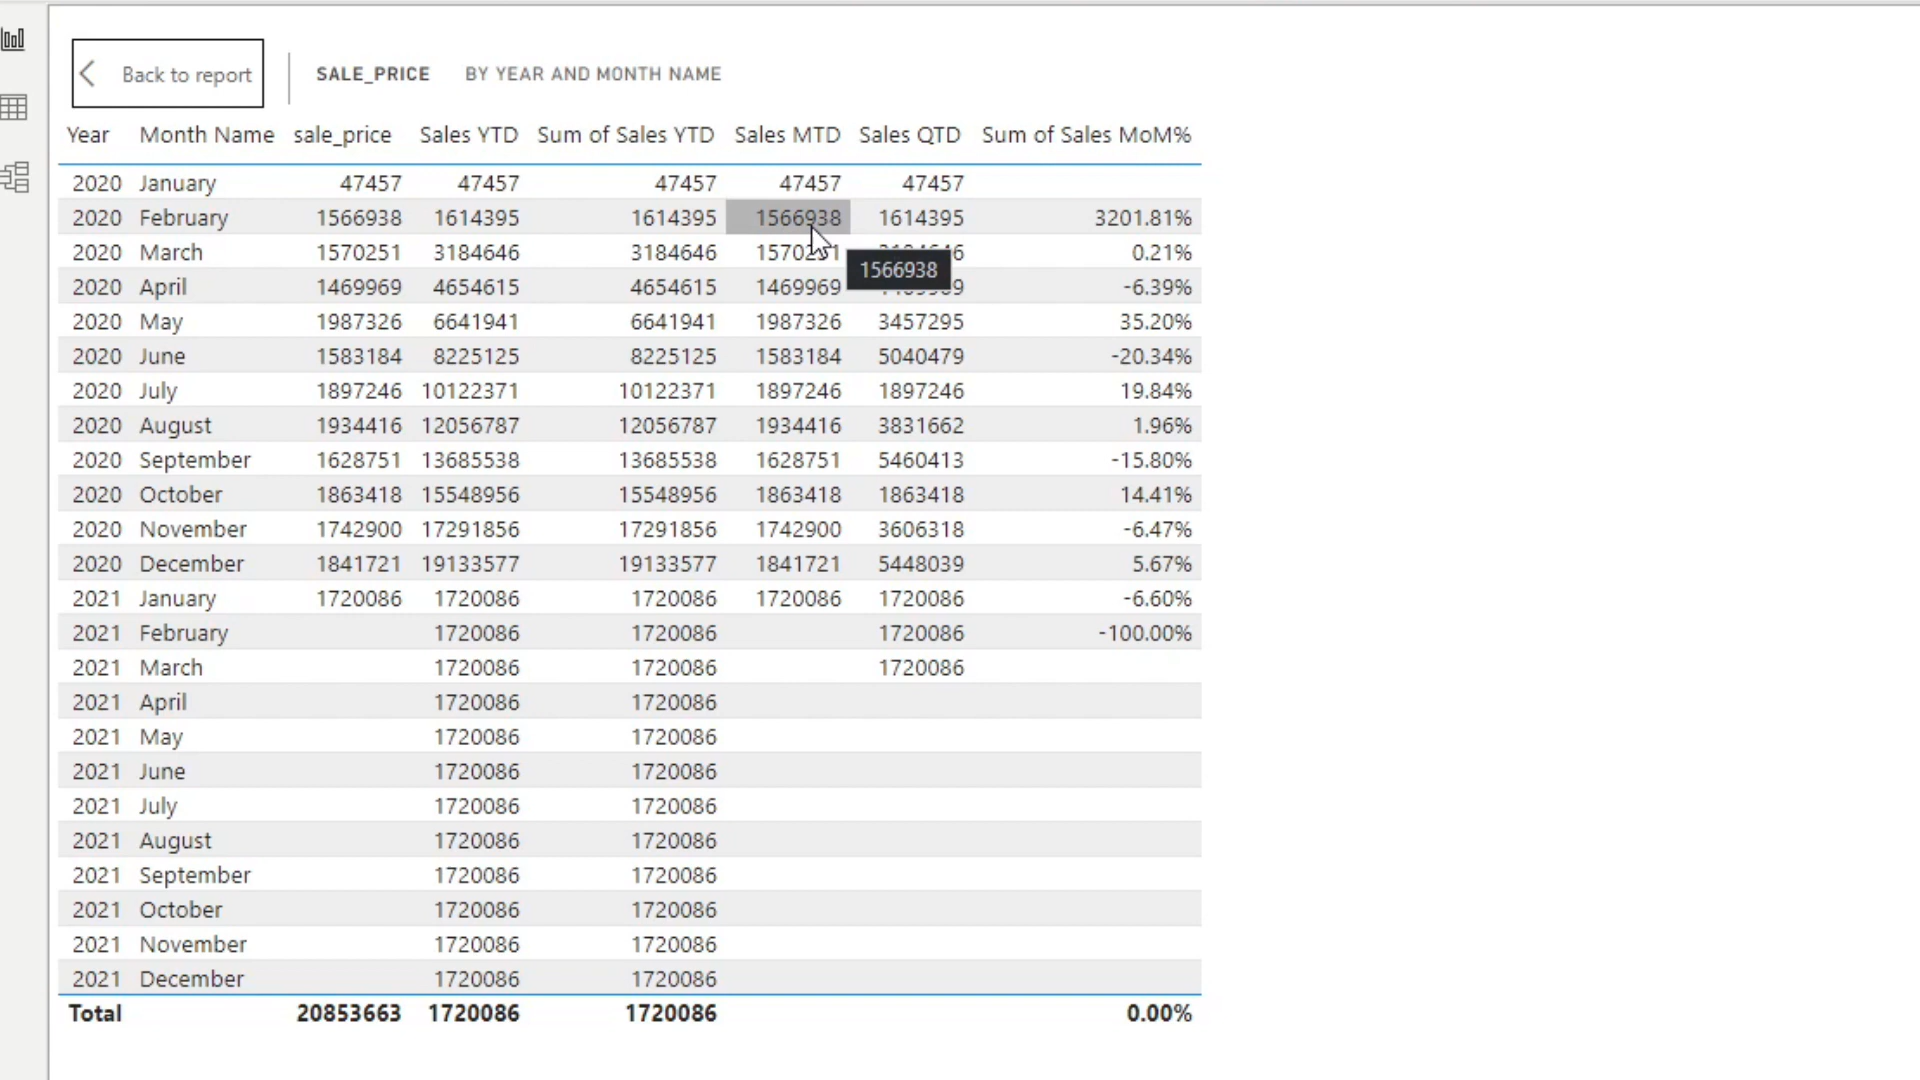 Back to report SALE_PRICE BY YEAR AND MONTH NAME
Year Month Name sale_price Sales YTD Sum of Sales YTD Sales MTD Sales QTD Sum of Sales MoM%
2020 January 47457 47457 47457 47457 47457
2020 February 1566938 1614395 1614395 1566938 1614395 3201.81%
2020 March 1570251 3184646 3184646 1570251 0.21%
1566938
2020 April 1469969 4654615 4654615 1469969 -6.39%
2020 May 1987326 6641941 6641941 1987326 3457295 35.20%
2020 June 1583184 8225125 8225125 1583184 5040479 -20.34%
2020 July 1897246 10122371 10122371 1897246 1897246 19.84%
2020 August 1934416 12056787 12056787 1934416 3831662 1.96%
2020 September 1628751 13685538 13685538 1628751 5460413 -15.80%
2020 October 1863418 15548956 15548956 1863418 1863418 14.41%
2020 November 1742900 17291856 17291856 1742900 3606318 -6.47%
2020 December 1841721 19133577 19133577 1841721 5448039 5.67%
2021 January 1720086 1720086 1720086 1720086 1720086 -6.60%
2021 February 1720086 1720086 1720086 -100.00%
2021 March 1720086 1720086 1720086
2021 April 1720086 1720086
2021 May 1720086 1720086
2021 June 1720086 1720086
2021 July 1720086 1720086
2021 August 1720086 1720086
2021 September 1720086 1720086
2021 October 1720086 1720086
2021 November 1720086 1720086
2021 December 1720086 1720086
Total 20853663 1720086 1720086 0.00%